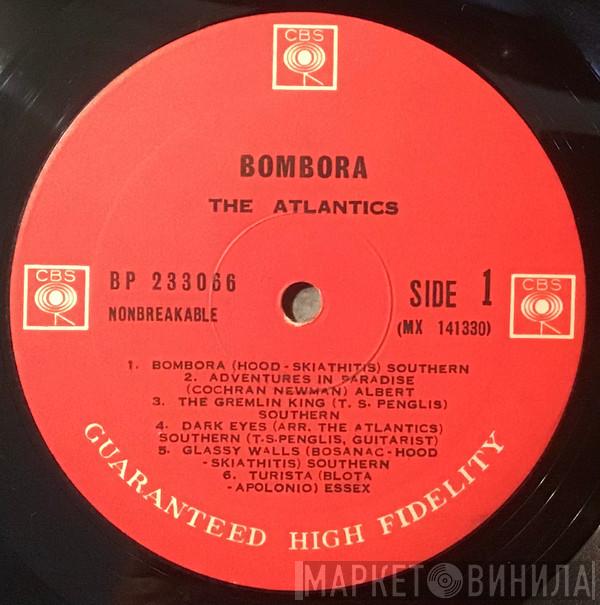 CBS
BOMBORA
THE ATLANTICS
CBS
BP 233066
NONBREAKABLE
SIDE 1
(MX 141330)
CBS
1. BOMBORA (HOOD-SKIATHITIS) SOUTHERN
2. ADVENTURES IN PARADISE
(COCHRAN NEWMAN) ALBERT
3. THE GREMLIN KING (T. S. PENGLIS)
SOUTHERN
4. DARK EYES (ARR. THE ATLANTICS)
SOUTHERN (T.S.PENGLIS, GUITARIST)
5. GLASSY WALLS (BOSANAC-HOOD
-SKIATHITIS) SOUTHERN
6. TURISTA (BLOTA
-APOLONIO) ESSEX
GUARANTEED HIGH FIDELITY
МАРКЕТ ВИНИЛА